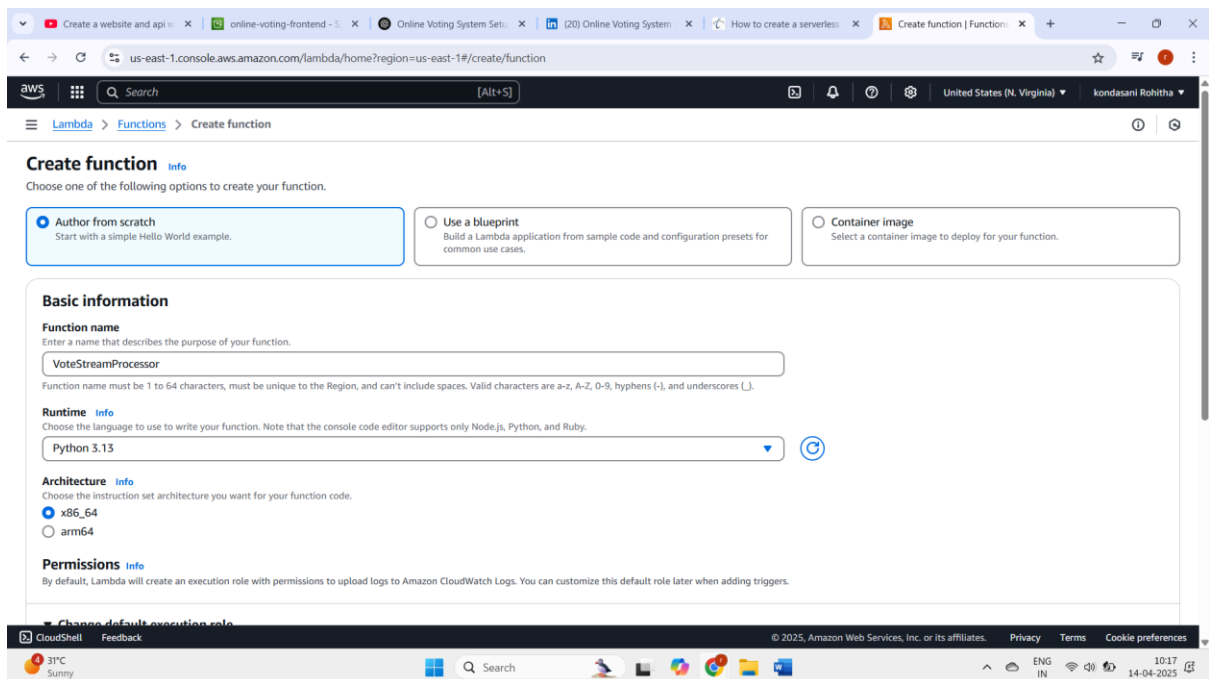 Create a website and api w
online-voting-frontend - S
Online Voting System Setu
in (20) Online Voting System
How to create a serverless
Create function | Functions
us-east-1.console.aws.amazon.com/lambda/home?region=us-east-1#/create/function
aws Search [Alt+S] United States (N. Virginia) kondasani Rohitha
Lambda > Functions > Create function
Create function Info
Choose one of the following options to create your function.
Author from scratch
Start with a simple Hello World example.
Use a blueprint
Build a Lambda application from sample code and configuration presets for
common use cases.
Container image
Select a container image to deploy for your function.
Basic information
Function name
Enter a name that describes the purpose of your function.
VoteStreamProcessor
Function name must be 1 to 64 characters, must be unique to the Region, and can't include spaces. Valid characters are a-z, A-Z, 0-9, hyphens (-), and underscores (_).
Runtime Info
Choose the language to use to write your function. Note that the console code editor supports only Node.js, Python, and Ruby.
Python 3.13
Architecture Info
Choose the instruction set architecture you want for your function code.
x86_64
arm64
Permissions Info
By default, Lambda will create an execution role with permissions to upload logs to Amazon CloudWatch Logs. You can customize this default role later when adding triggers.
Change default execution role
CloudShell Feedback © 2025, Amazon Web Services, Inc. or its affiliates. Privacy Terms Cookie preferences
4 31°C
Sunny
Search
ENG
IN
10:17
14-04-2025